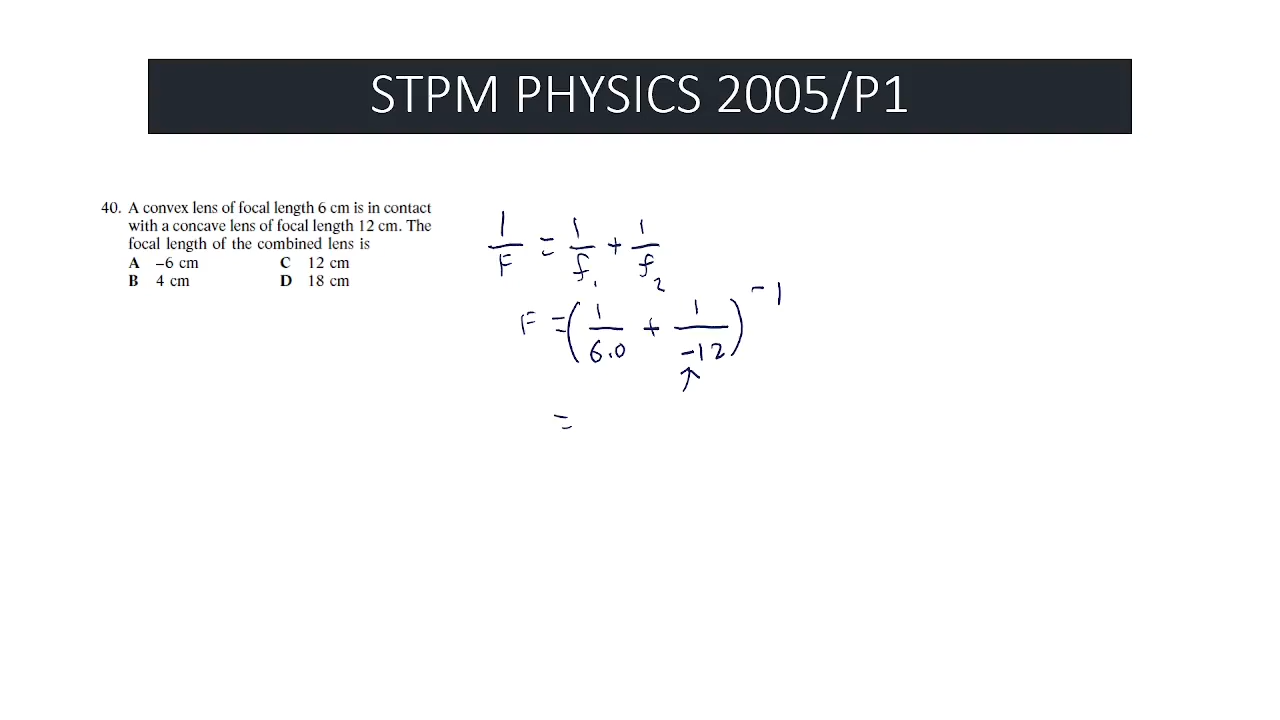 STPM PHYSICS 2005/P1
40. A convex lens of focal length 6 cm is in contact
with a concave lens of focal length 12 cm. The
focal length of the combined lens is
A −6 cm C 12 cm
B 4 cm D 18 cm
1/F = 1/f₁ + 1/f₂
F = (1/6.0 + 1/-12)⁻¹
=